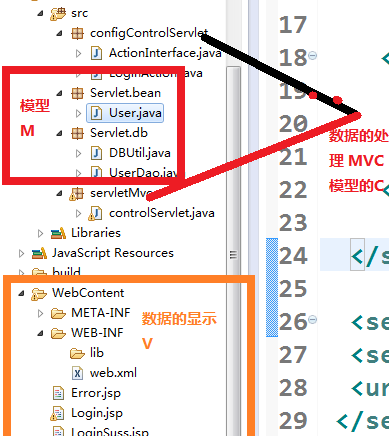 src
configControlServlet
ActionInterface.java
LoginAction.java
Servlet.bean
User.java
Servlet.db
DBUtil.java
UserDao.java
servletMvc
controlServlet.java
Libraries
JavaScript Resources
build
WebContent
META-INF
WEB-INF
lib
web.xml
Error.jsp
Login.jsp
LoginSuss.jsp
模型
M
数据的显示
V
17
18 <
19
20
21
22 <
23
24 </s
25
26 <se
27 <se
28 <ur
29 </se
数据的处
理 MVC
模型的C